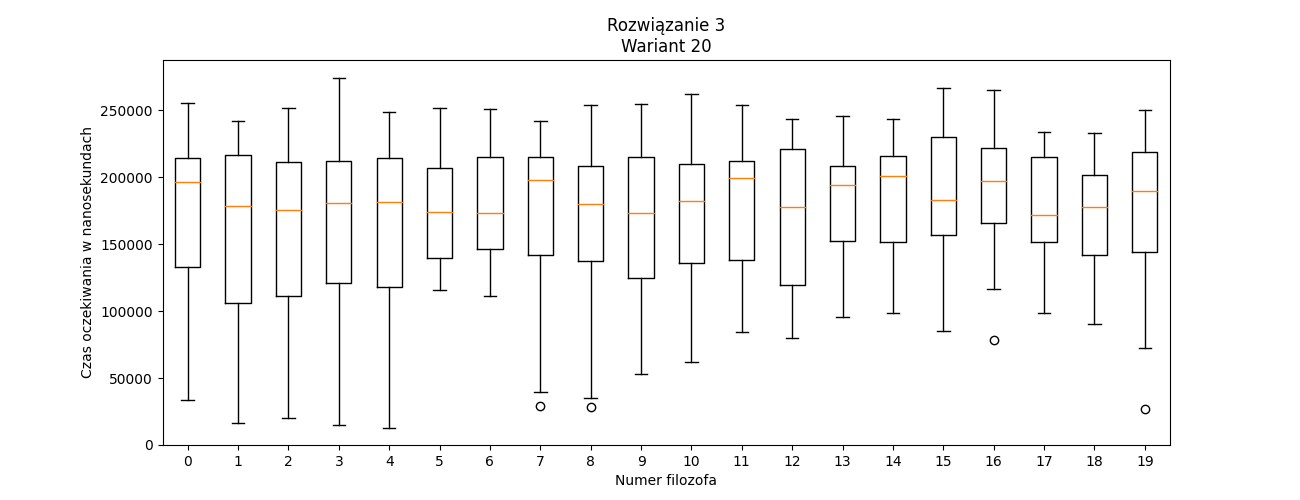 Rozwiązanie 3
Wariant 20
Czas oczekiwania w nanosekundach
250000
200000
150000
100000
50000
0
0 1 2 3 4 5 6 7 8 9 10 11 12 13 14 15 16 17 18 19
Numer filozofa